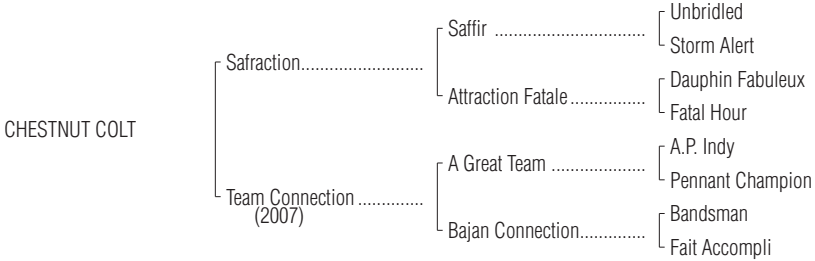 Unbridled
Saffir ................................
Storm Alert
Safraction..........................
Dauphin Fabuleux
Attraction Fatale................
Fatal Hour
CHESTNUT COLT
A.P. Indy
A Great Team ....................
Pennant Champion
Team Connection ..............
(2007)
Bandsman
Bajan Connection..............
Fait Accompli